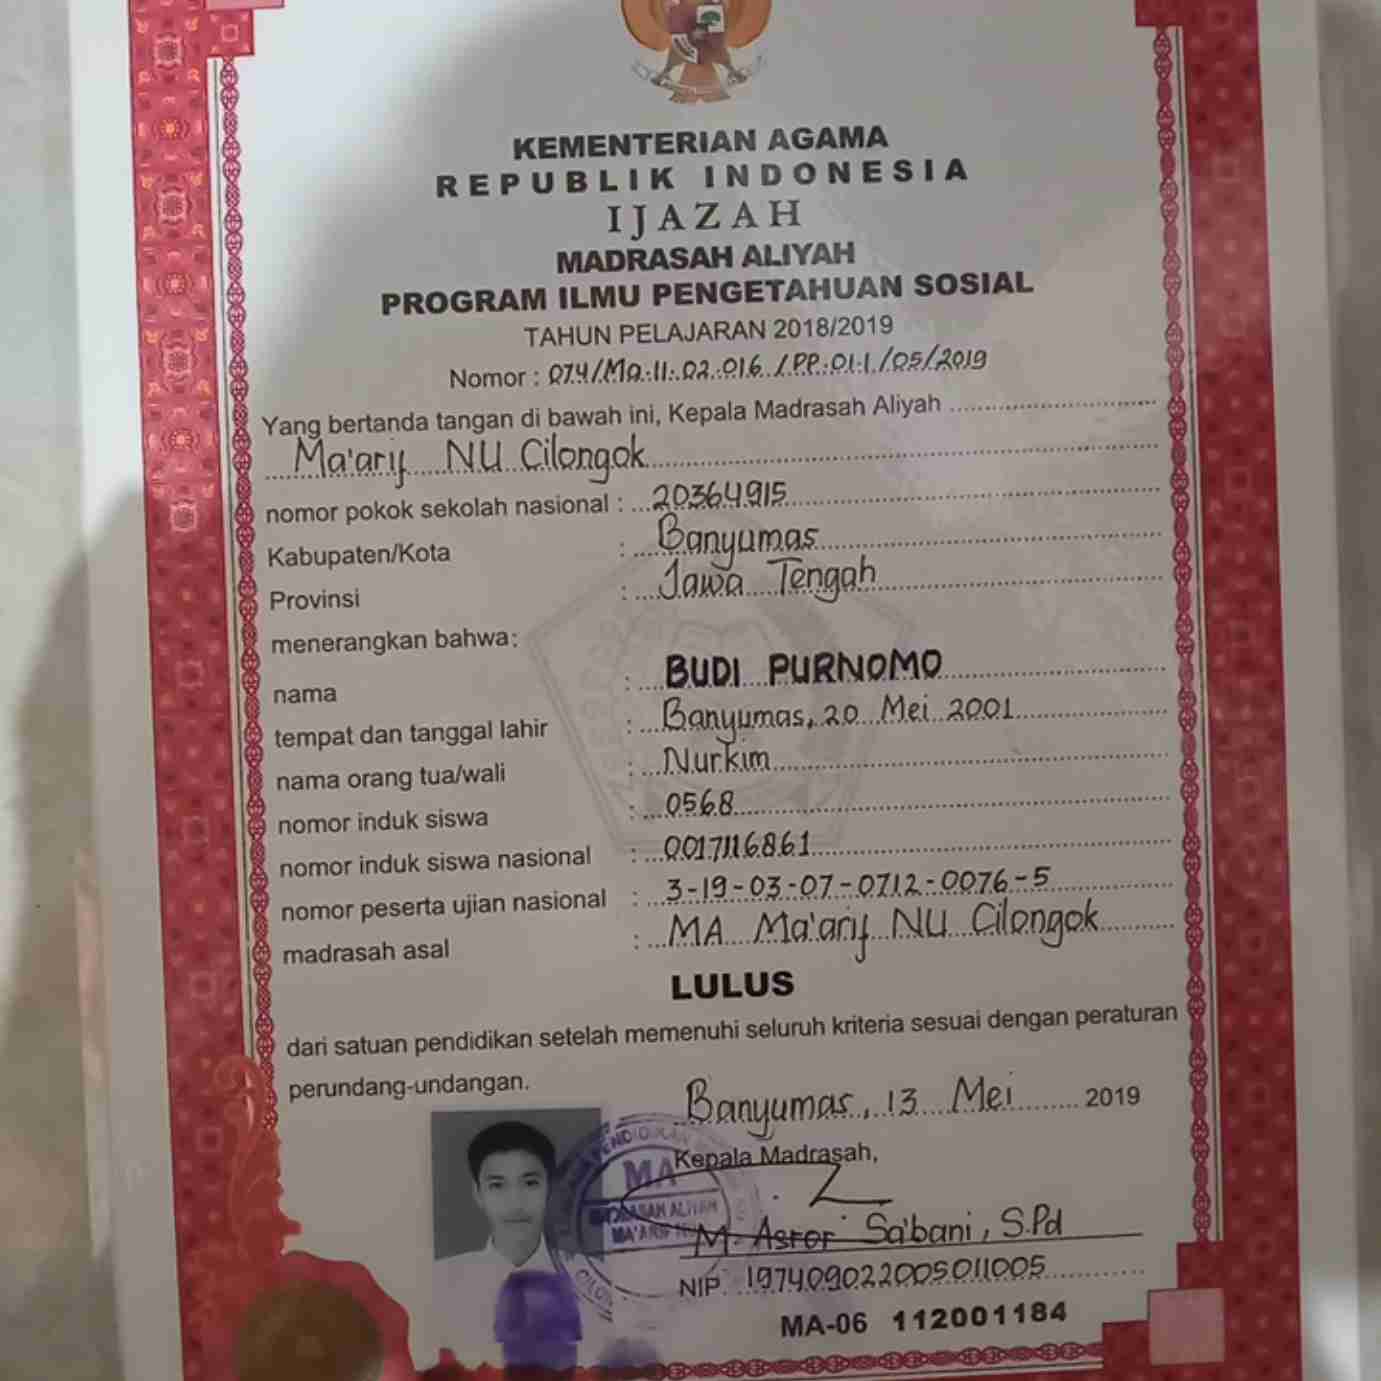 KEMENTERIAN AGAMA
REPUBLIK INDONESIA
IJAZAH
MADRASAH ALIYAH
PROGRAM ILMU PENGETAHUAN SOSIAL
TAHUN PELAJARAN 2018/2019
Nomor : 074/Ma.11.02.016/PP.01.1/05/2019
Yang bertanda tangan di bawah ini, Kepala Madrasah Aliyah
Ma'arif NU Cilongok
nomor pokok sekolah nasional : 20364915
Kabupaten/Kota : Banyumas
Provinsi : Jawa Tengah
menerangkan bahwa:
nama : BUDI PURNOMO
tempat dan tanggal lahir : Banyumas, 20 Mei 2001
nama orang tua/wali : Nurkim
nomor induk siswa : 0568
nomor induk siswa nasional : 0017116861
nomor peserta ujian nasional : 3-19-03-07-0712-0076-5
madrasah asal : MA Ma'arif NU Cilongok
LULUS
dari satuan pendidikan setelah memenuhi seluruh kriteria sesuai dengan peraturan
perundang-undangan.
Banyumas, 13 Mei 2019
Kepala Madrasah,
MA
M. Asror Sa'bani, S.Pd
NIP. 197409022005011005
MA-06 112001184